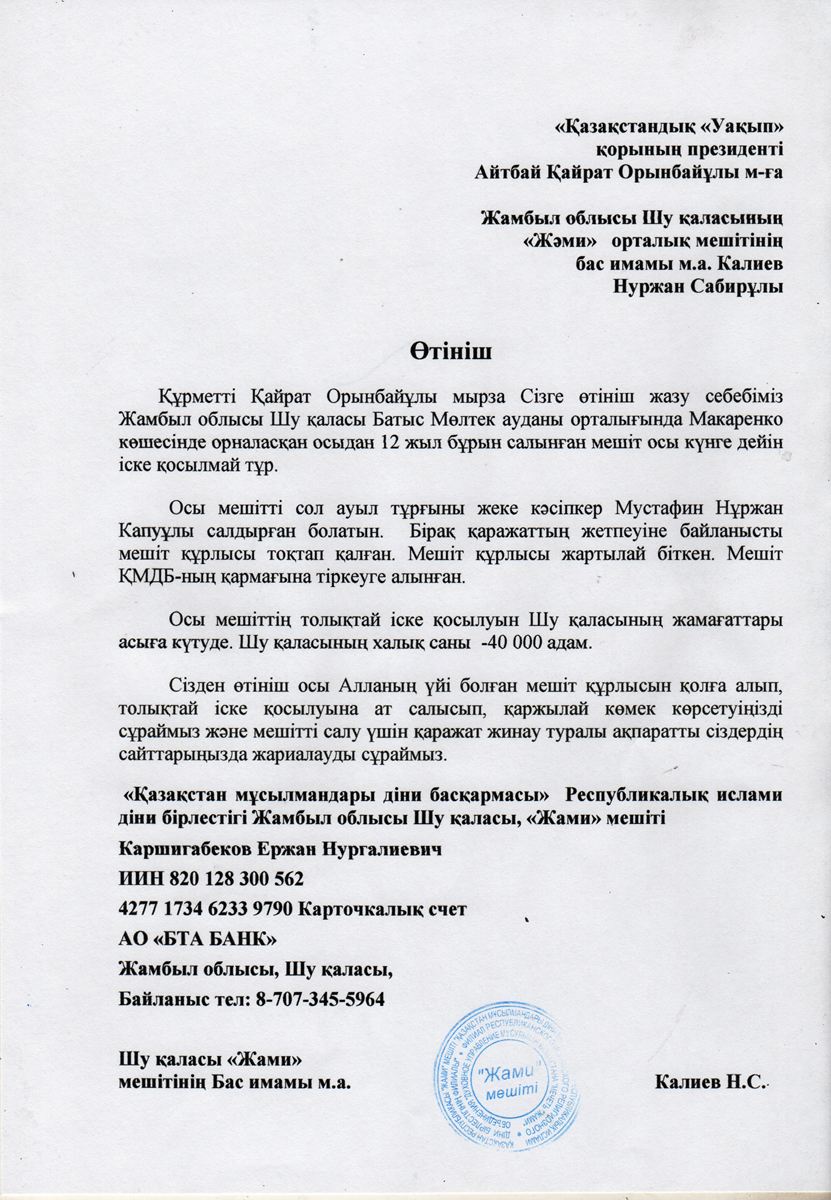 «Қазақстандық «Уақып»
қорының президенті
Айтбай Қайрат Орынбайұлы м-ға
Жамбыл облысы Шу қаласының
«Жәми» орталық мешітінің
бас имамы м.а. Калиев
Нуржан Сабирұлы
Өтініш
Құрметті Қайрат Орынбайұлы мырза Сізге өтініш жазу себебіміз
Жамбыл облысы Шу қаласы Батыс Мөлтек ауданы орталығында Макаренко
көшесінде орналасқан осыдан 12 жыл бұрын салынған мешіт осы күнге дейін
іске қосылмай тұр.
Осы мешітті сол ауыл тұрғыны жеке кәсіпкер Мустафин Нұржан
Капуұлы салдырған болатын. Бірақ қаражаттың жетпеуіне байланысты
мешіт құрлысы тоқтап қалған. Мешіт құрлысы жартылай біткен. Мешіт
ҚМДБ-ның қармағына тіркеуге алынған.
Осы мешіттің толықтай іске қосылуын Шу қаласының жамағаттары
асыға күтуде. Шу қаласының халық саны -40 000 адам.
Сізден өтініш осы Алланың үйі болған мешіт құрлысын қолға алып,
толықтай іске қосылуына ат салысып, қаржылай көмек көрсетуіңізді
сұраймыз және мешітті салу үшін қаражат жинау туралы ақпаратты сіздердің
сайттарыңызда жариалауды сұраймыз.
«Қазақстан мұсылмандары діни басқармасы» Республикалық ислами
діни бірлестігі Жамбыл облысы Шу қаласы, «Жами» мешіті
Каршигабеков Ержан Нургалиевич
ИИН 820 128 300 562
4277 1734 6233 9790 Карточкалық счет
АО «БТА БАНК»
Жамбыл облысы, Шу қаласы,
Байланыс тел: 8-707-345-5964
"Жами"
мешіті
Шу қаласы «Жами»
мешітінің Бас имамы м.а. Калиев Н.С.